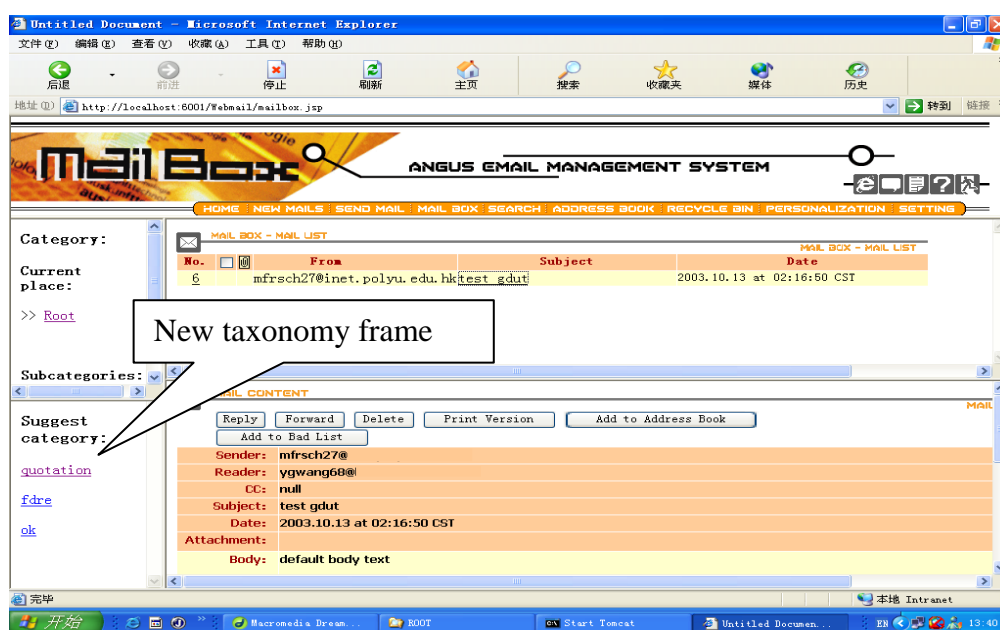 Untitled Document - Microsoft Internet Explorer
文件(F) 编辑(E) 查看(V) 收藏(A) 工具(T) 帮助(H)
后退 前进 停止 刷新 主页 搜索 收藏夹 媒体 历史
地址(D) http://localhost:6001/Webmail/mailbox.jsp 转到 链接
Mail Box
ANGUS EMAIL MANAGEMENT SYSTEM
HOME NEW MAILS SEND MAIL MAIL BOX SEARCH ADDRESS BOOK RECYCLE BIN PERSONALIZATION SETTING
Category:
Current
place:
>> Root
Subcategories:
MAIL BOX - MAIL LIST
MAIL BOX - MAIL LIST
No. From Subject Date
6 mfrsch27@inet.polyu.edu.hk test gdut 2003.10.13 at 02:16:50 CST
New taxonomy frame
Suggest
category:
quotation
fdre
ok
MAIL CONTENT
MAIL
Reply Forward Delete Print Version Add to Address Book
Add to Bad List
Sender: mfrsch27@
Reader: ygwang68@
CC: null
Subject: test gdut
Date: 2003.10.13 at 02:16:50 CST
Attachment:
Body: default body text
完毕 本地 Intranet
开始 Macromedia Dream... ROOT Start Tomcat Untitled Documen... EN 13:40